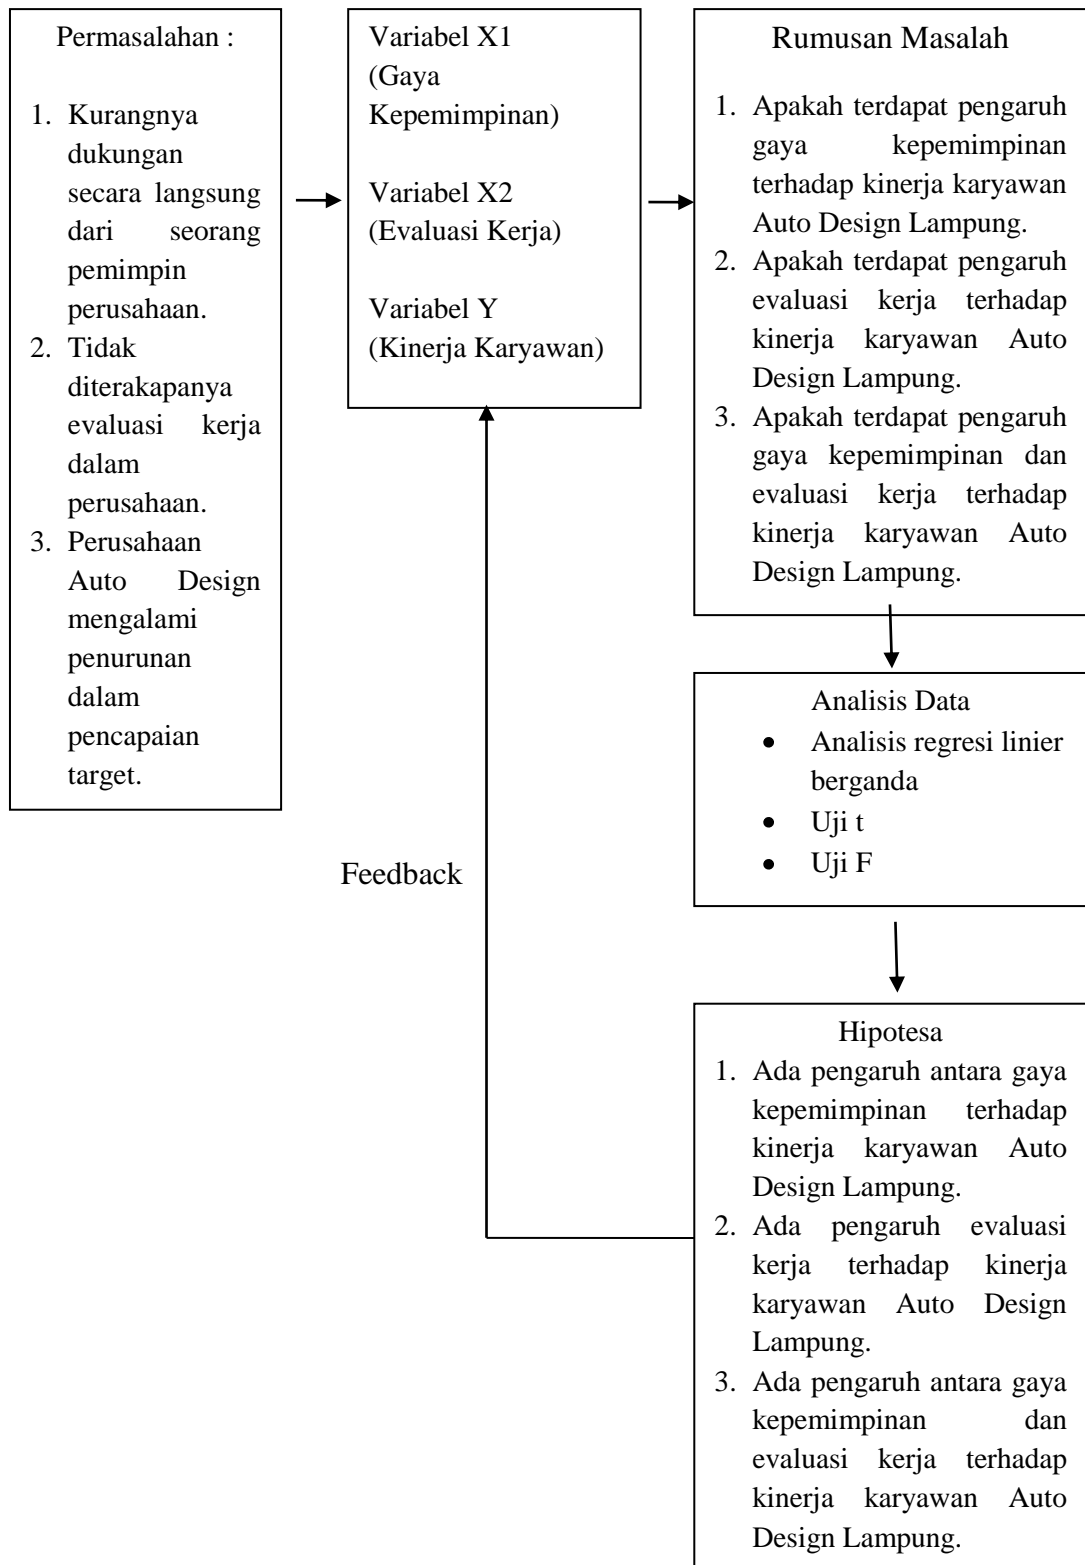 Permasalahan :
1. Kurangnya
dukungan
secara langsung
dari seorang
pemimpin
perusahaan.
2. Tidak
diterakapanya
evaluasi kerja
dalam
perusahaan.
3. Perusahaan
Auto Design
mengalami
penurunan
dalam
pencapaian
target.
Variabel X1
(Gaya
Kepemimpinan)
Variabel X2
(Evaluasi Kerja)
Variabel Y
(Kinerja Karyawan)
Rumusan Masalah
1. Apakah terdapat pengaruh
gaya kepemimpinan
terhadap kinerja karyawan
Auto Design Lampung.
2. Apakah terdapat pengaruh
evaluasi kerja terhadap
kinerja karyawan Auto
Design Lampung.
3. Apakah terdapat pengaruh
gaya kepemimpinan dan
evaluasi kerja terhadap
kinerja karyawan Auto
Design Lampung.
Analisis Data
• Analisis regresi linier
berganda
• Uji t
• Uji F
Feedback
Hipotesa
1. Ada pengaruh antara gaya
kepemimpinan terhadap
kinerja karyawan Auto
Design Lampung.
2. Ada pengaruh evaluasi
kerja terhadap kinerja
karyawan Auto Design
Lampung.
3. Ada pengaruh antara gaya
kepemimpinan dan
evaluasi kerja terhadap
kinerja karyawan Auto
Design Lampung.